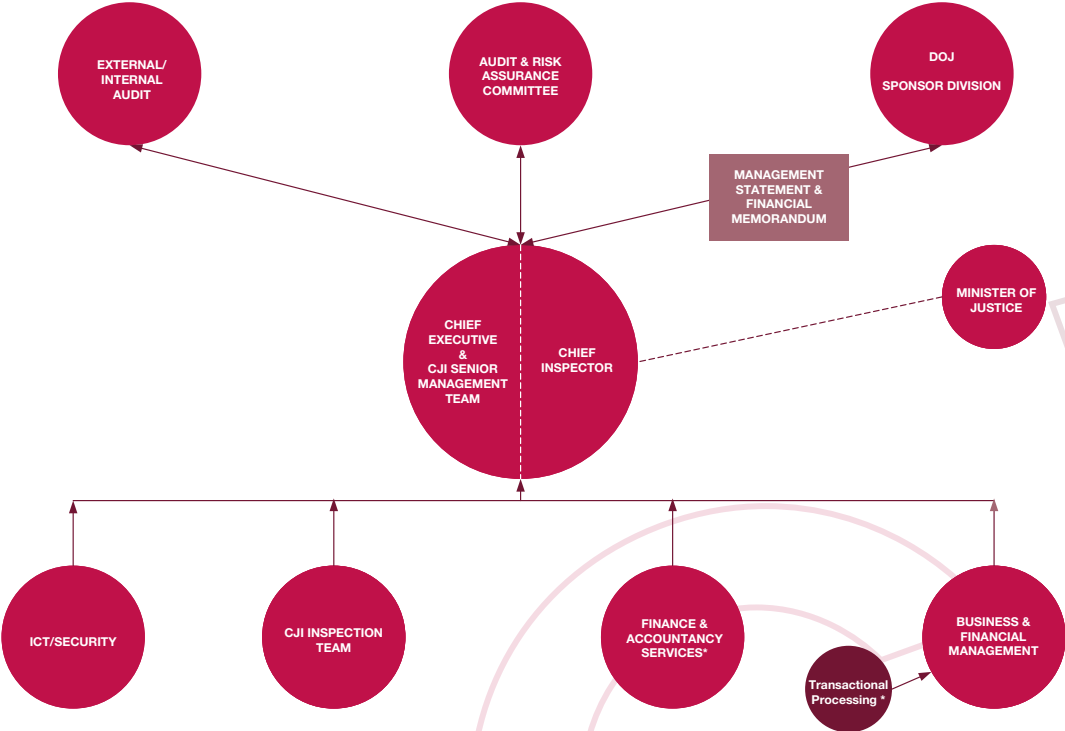 EXTERNAL/
INTERNAL
AUDIT
AUDIT & RISK
ASSURANCE
COMMITTEE
DOJ
SPONSOR DIVISION
MANAGEMENT
STATEMENT &
FINANCIAL
MEMORANDUM
MINISTER OF
JUSTICE
CHIEF
EXECUTIVE
&
CJI SENIOR
MANAGEMENT
TEAM
CHIEF
INSPECTOR
ICT/SECURITY
CJI INSPECTION
TEAM
FINANCE &
ACCOUNTANCY
SERVICES*
Transactional
Processing *
BUSINESS &
FINANCIAL
MANAGEMENT